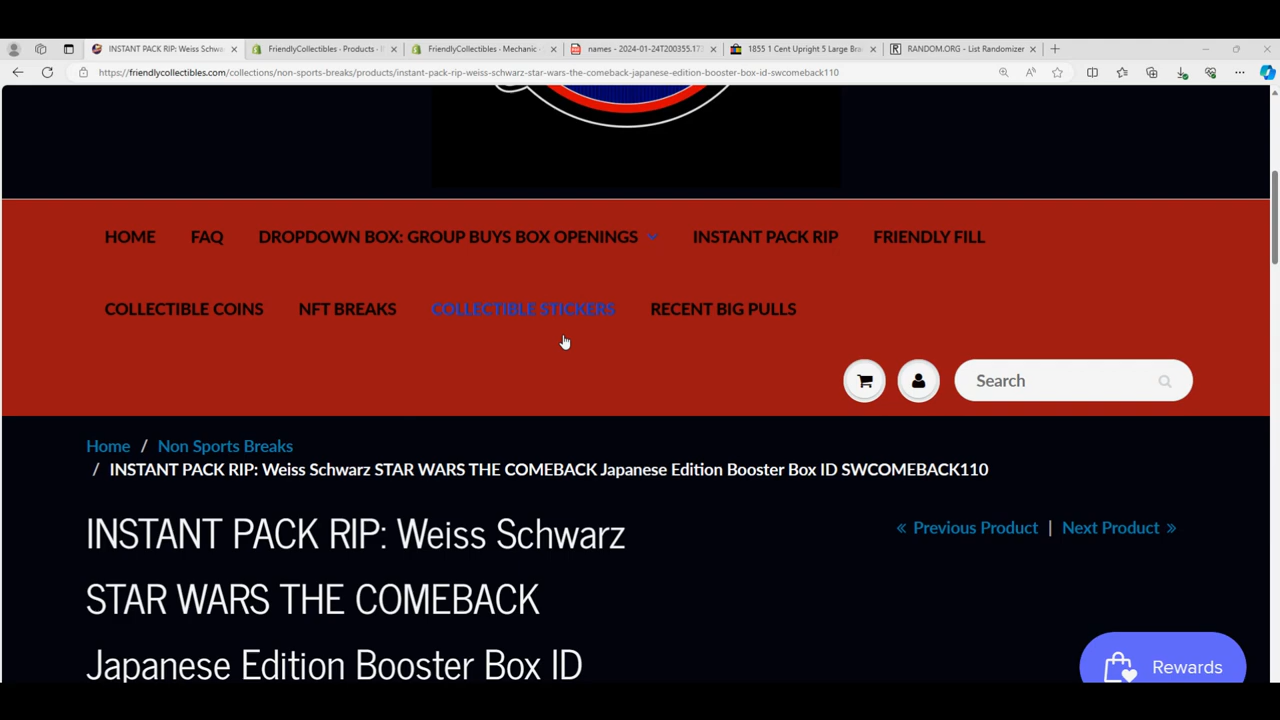 INSTANT PACK RIP: Weiss Schwa
FriendlyCollectibles - Products - I
FriendlyCollectibles - Mechanic -
names - 2024-01-24T200355.17
1855 1 Cent Upright 5 Large Bra
RANDOM.ORG - List Randomizer
https://friendlycollectibles.com/collections/non-sports-breaks/products/instant-pack-rip-weiss-schwarz-star-wars-the-comeback-japanese-edition-booster-box-id-swcomeback110
HOME FAQ DROPDOWN BOX: GROUP BUYS BOX OPENINGS INSTANT PACK RIP FRIENDLY FILL
COLLECTIBLE COINS NFT BREAKS COLLECTIBLE STICKERS RECENT BIG PULLS
Search
Home / Non Sports Breaks
/ INSTANT PACK RIP: Weiss Schwarz STAR WARS THE COMEBACK Japanese Edition Booster Box ID SWCOMEBACK110
« Previous Product | Next Product »
INSTANT PACK RIP: Weiss Schwarz
STAR WARS THE COMEBACK
Japanese Edition Booster Box ID
Rewards